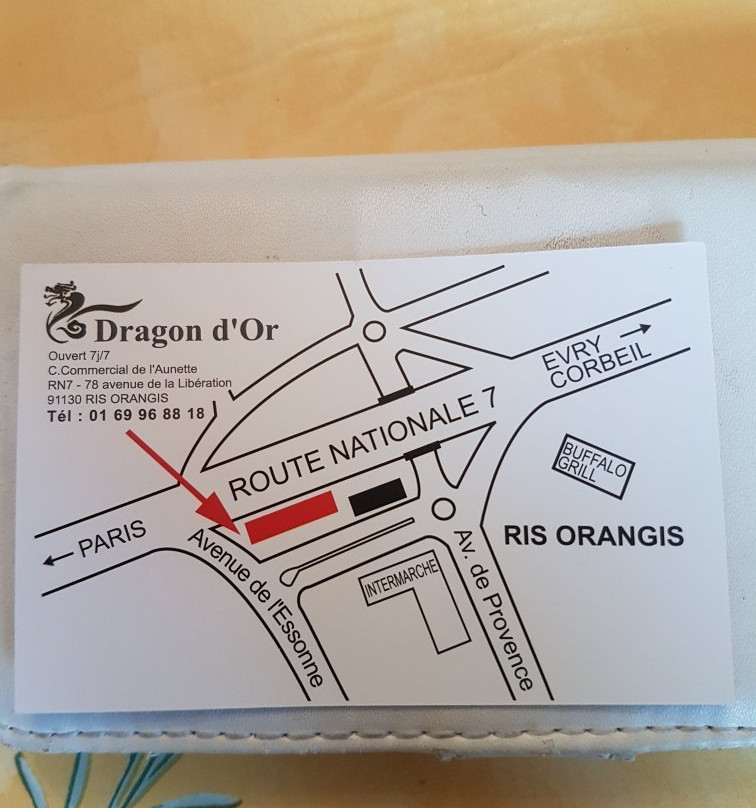 Dragon d'Or
Ouvert 7j/7
C.Commercial de l'Aunette
RN7 - 78 avenue de la Libération
91130 RIS ORANGIS
Tél : 01 69 96 88 18
EVRY
CORBEIL
ROUTE NATIONALE 7
BUFFALO
GRILL
PARIS
RIS ORANGIS
Avenue de l'Essonne
INTERMARCHE
Av. de Provence